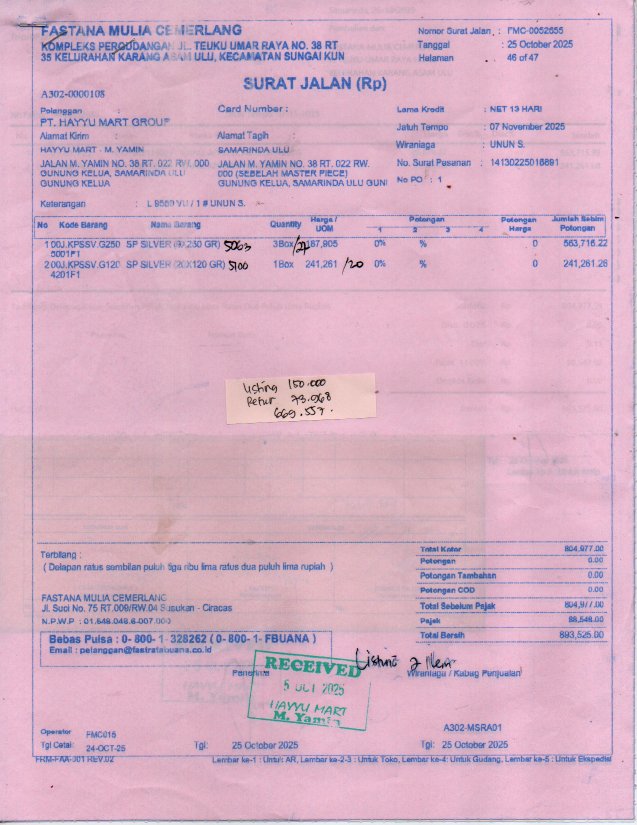 FASTANA MULIA CEMERLANG
KOMPLEKS PERGUDANGAN JL. TEUKU UMAR RAYA NO. 38 RT
35 KELURAHAN KARANG ASAM ULU, KECAMATAN SUNGAI KUN
Nomor Surat Jalan : FMC-0052655
Tanggal : 25 October 2025
Halaman : 46 of 47
SURAT JALAN (Rp)
A302-0000108
Pelanggan :
PT. HAYYU MART GROUP
Alamat Kirim :
HAYYU MART - M. YAMIN
JALAN M. YAMIN NO. 38 RT. 022 RW. 000
GUNUNG KELUA, SAMARINDA ULU
GUNUNG KELUA
Card Number :
Alamat Tagih :
SAMARINDA ULU
JALAN M. YAMIN NO. 38 RT. 022 RW.
000 (SEBELAH MASTER PIECE)
GUNUNG KELUA, SAMARINDA ULU GUNI
Lama Kredit : NET 13 HARI
Jatuh Tempo : 07 November 2025
Wiraniaga : UNUN S.
No. Surat Pesanan : 14130225018891
No PO : 1
Keterangan : L 8569 VU / 1 # UNUN S.
No Kode Barang Nama Barang Quantity Harga / UOM Potongan 1 2 3 4 Potongan Harga Jumlah Seblm Potongan
1 00J.KPSSV.G250 SP SILVER (9X230 GR) 5063 3Box 187,905 0% % 0 563,716.22
5001F1
2 00J.KPSSV.G120 SP SILVER (20X120 GR) 5100 1Box 241,261 /20 0% % 0 241,261.26
4201F1
Listing 150.000
Retur 73.968
669.557.
Terbilang :
( Delapan ratus sembilan puluh tiga ribu lima ratus dua puluh lima rupiah )
FASTANA MULIA CEMERLANG
Jl. Suci No. 75 RT.009/RW.04 Susukan - Ciracas
N.P.W.P : 01.648.048.6-007.000
Total Kotor 804,977.00
Potongan 0.00
Potongan Tambahan 0.00
Potongan COD 0.00
Total Sebelum Pajak 804,977.00
Pajak 88,548.00
Total Bersih 893,525.00
Bebas Pulsa : 0- 800- 1- 328262 ( 0- 800- 1- FBUANA )
Email : pelanggan@fastratabuana.co.id
Penerima
RECEIVED
HAYYU MART
M. Yamin
Listing 2 Item
Wiraniaga / Kabag Penjualan
A302-MSRA01
Operator FMC015
Tgl Cetak: 24-OCT-25
Tgl: 25 October 2025
Tgl: 25 October 2025
FRM-FAA-001 REV.02
Lembar ke-1 : Untuk AR, Lembar ke-2-3 : Untuk Toko, Lembar ke-4: Untuk Gudang, Lembar ke-5 : Untuk Ekspedisi